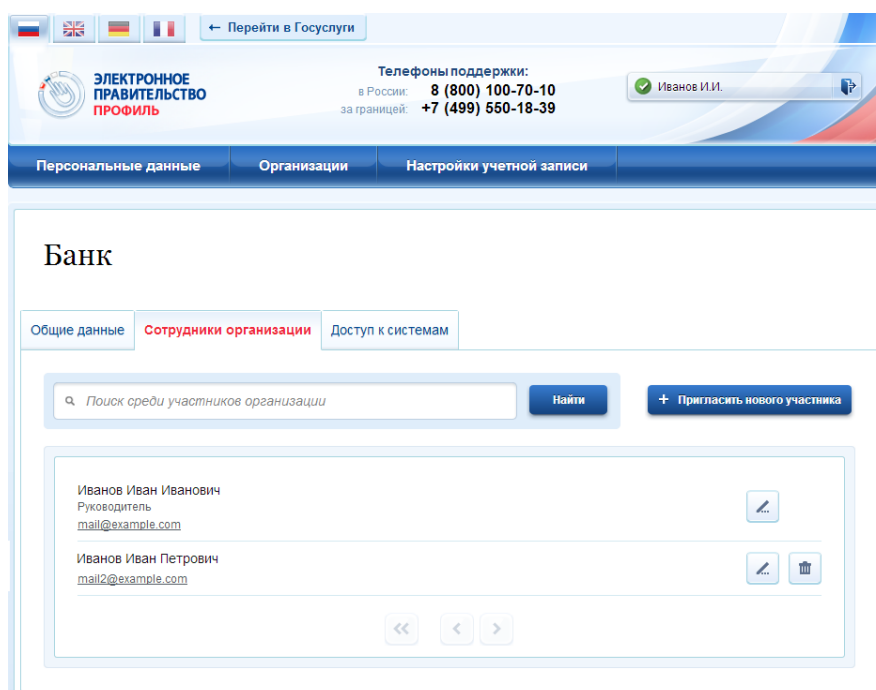 ← Перейти в Госуслуги
ЭЛЕКТРОННОЕ
ПРАВИТЕЛЬСТВО
ПРОФИЛЬ
Телефоны поддержки:
в России: 8 (800) 100-70-10
за границей: +7 (499) 550-18-39
Иванов И.И.
Персональные данные Организации Настройки учетной записи
Банк
Общие данные Сотрудники организации Доступ к системам
Поиск среди участников организации Найти + Пригласить нового участника
Иванов Иван Иванович
Руководитель
mail@example.com
Иванов Иван Петрович
mail2@example.com